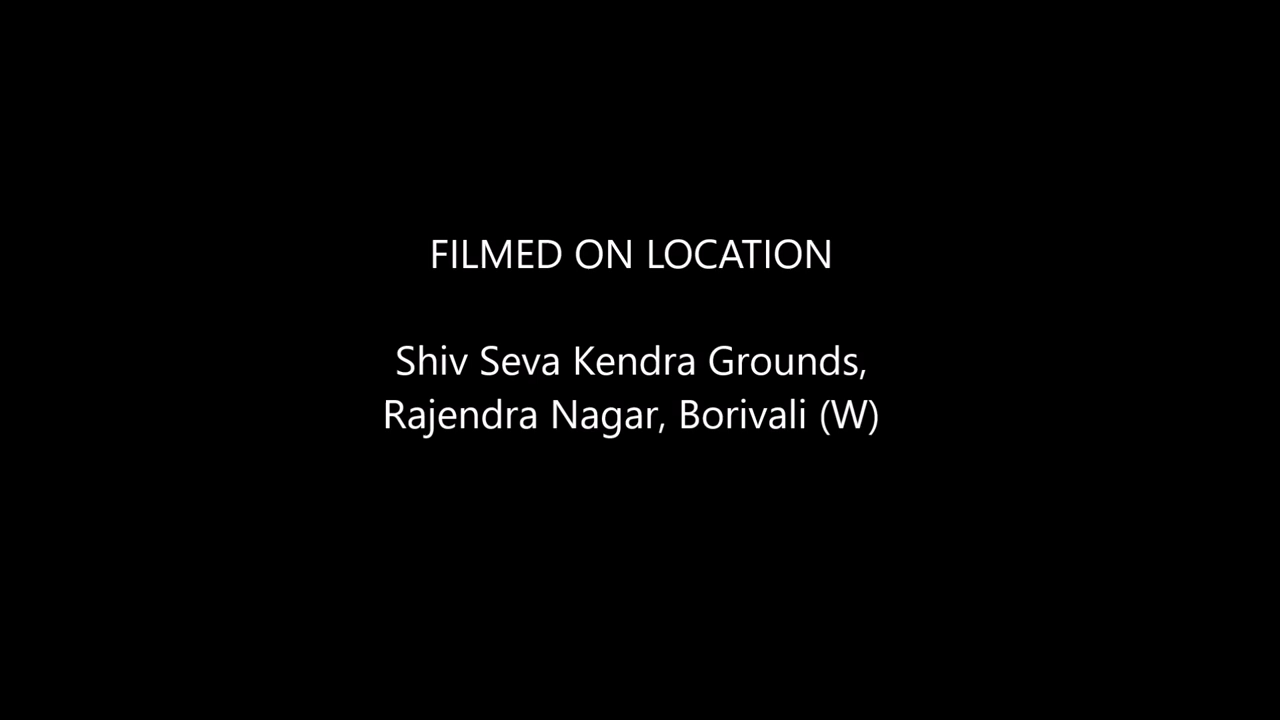 FILMED ON LOCATION
Shiv Seva Kendra Grounds,
Rajendra Nagar, Borivali (W)